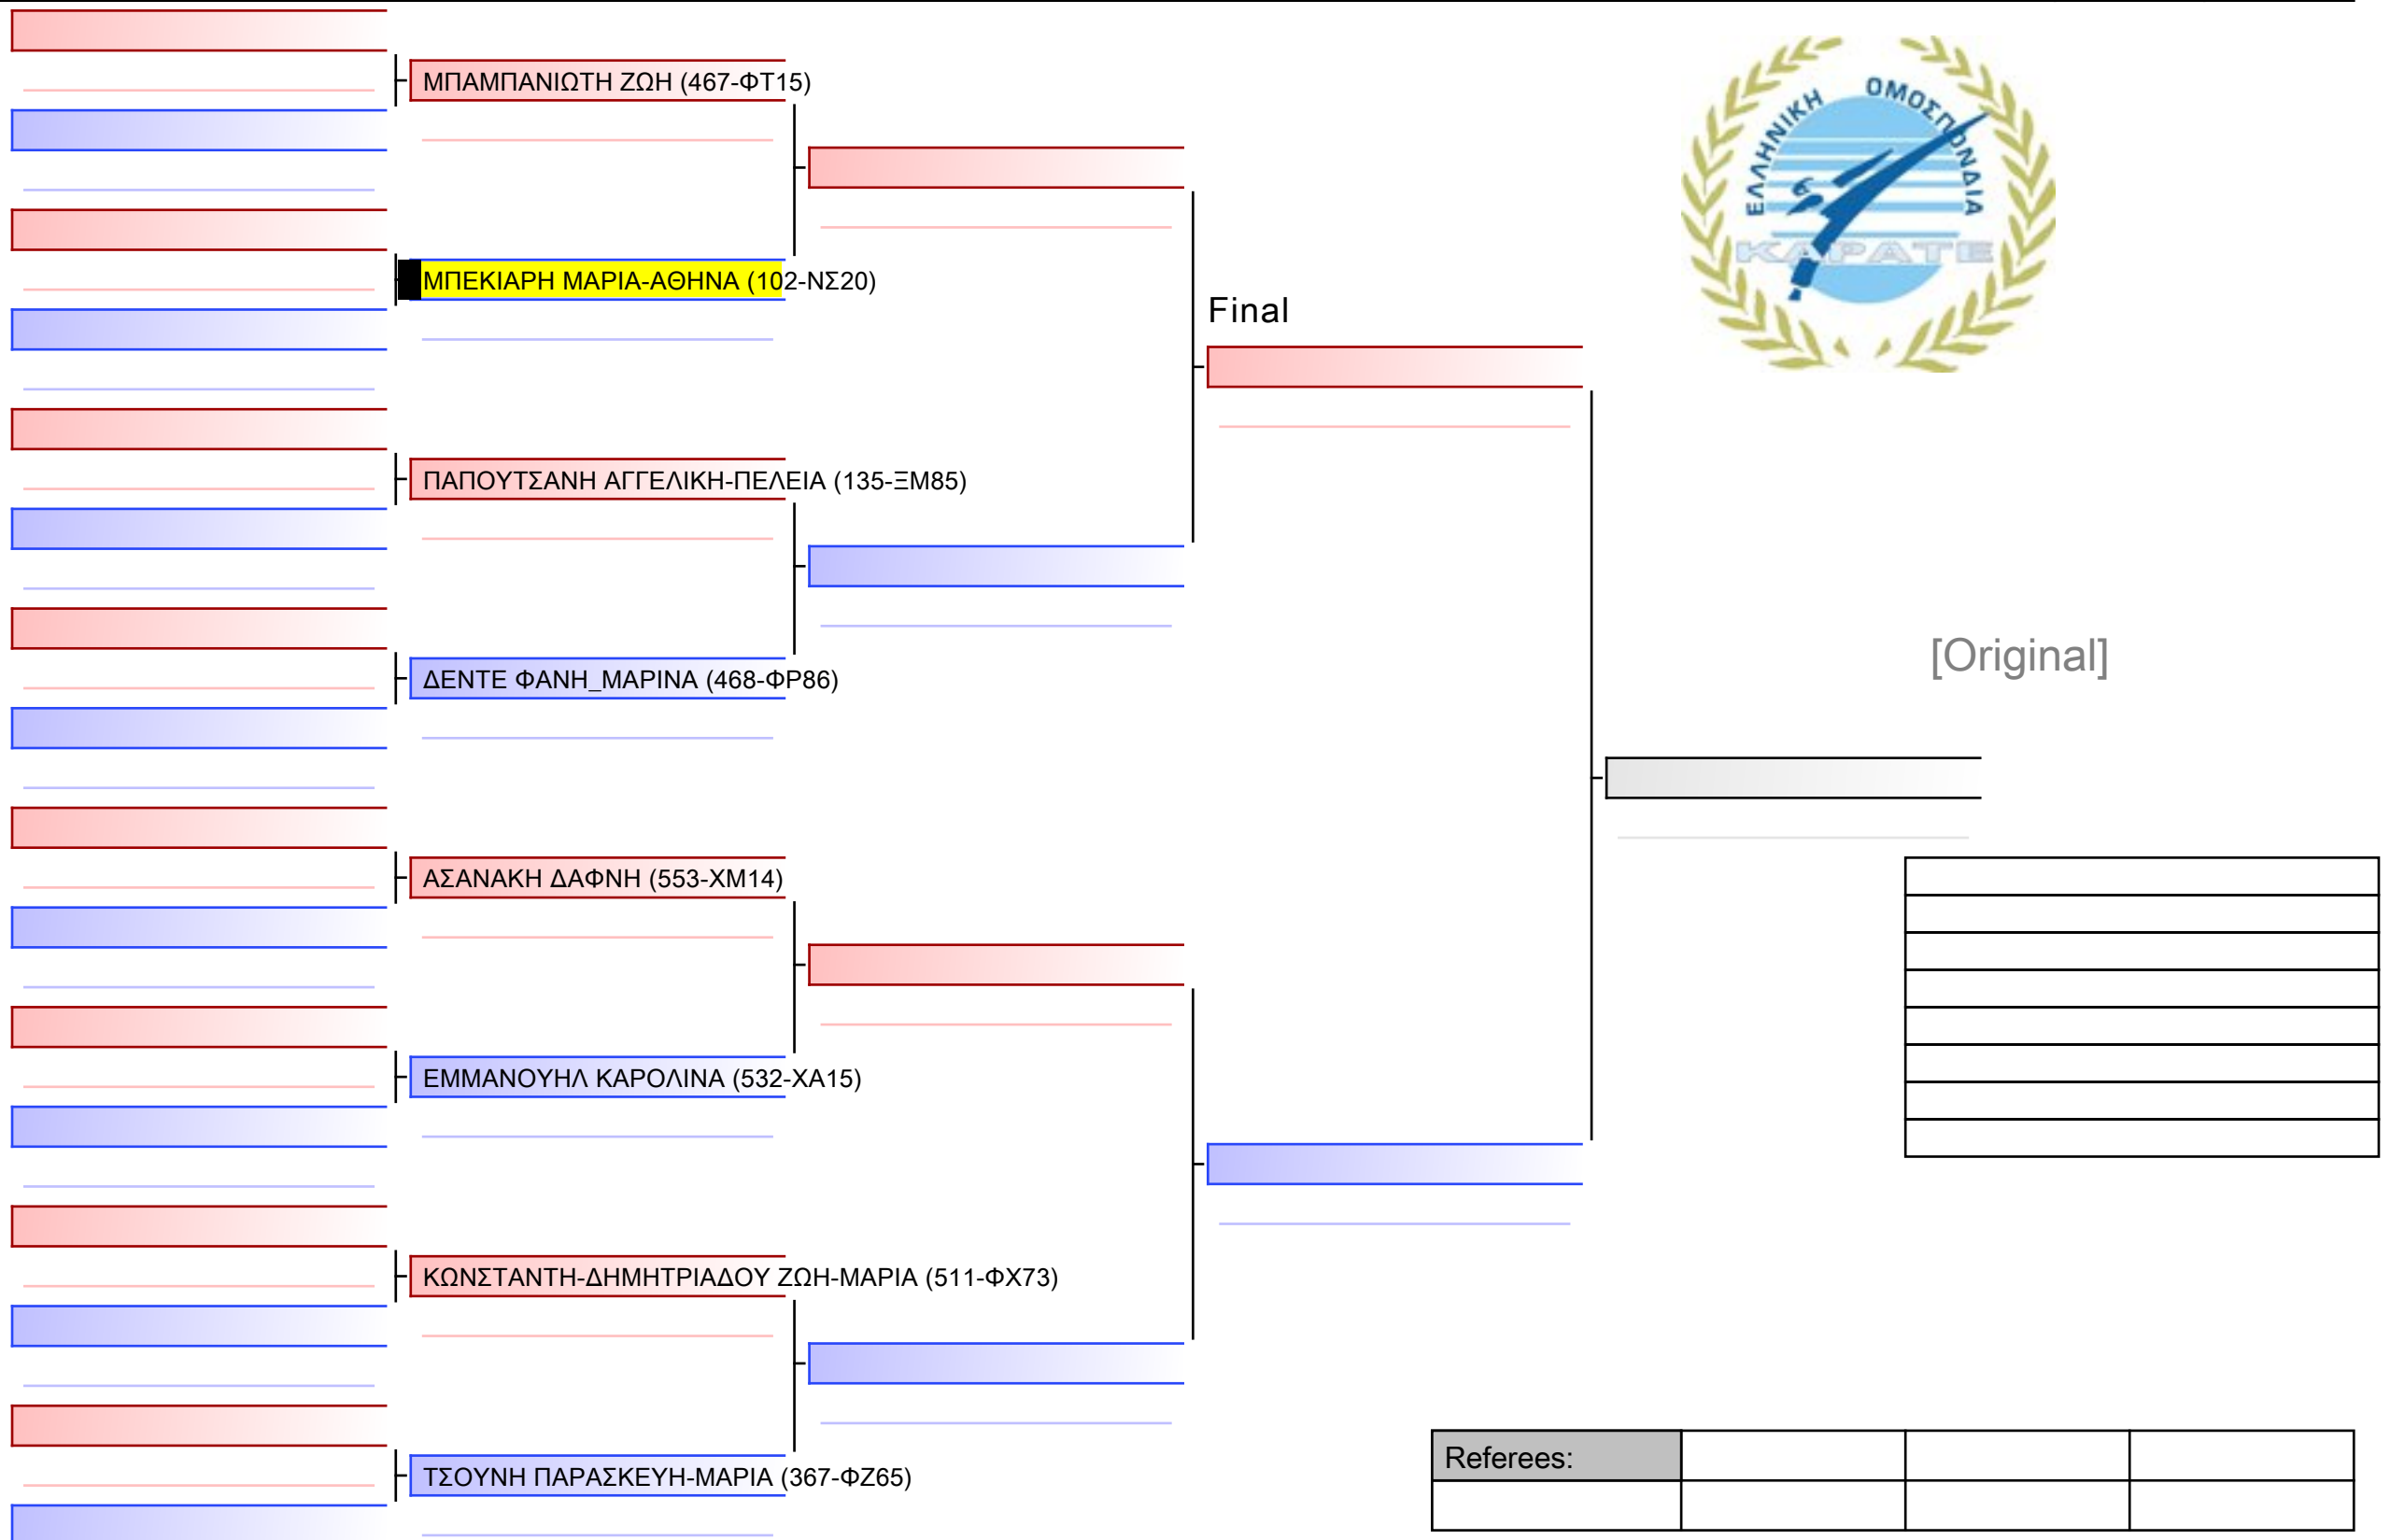 ΜΠΑΜΠΑΝΙΩΤΗ ΖΩΗ (467-ΦΤ15)
ΕΛΛΗΝΙΚΗ ΟΜΟΣΠΟΝΔΙΑ
ΚΑΡΑΤΕ
ΜΠΕΚΙΑΡΗ ΜΑΡΙΑ-ΑΘΗΝΑ (102-ΝΣ20)
Final
ΠΑΠΟΥΤΣΑΝΗ ΑΓΓΕΛΙΚΗ-ΠΕΛΕΙΑ (135-ΞΜ85)
[Original]
ΔΕΝΤΕ ΦΑΝΗ_ΜΑΡΙΝΑ (468-ΦΡ86)
ΑΣΑΝΑΚΗ ΔΑΦΝΗ (553-ΧΜ14)
ΕΜΜΑΝΟΥΗΛ ΚΑΡΟΛΙΝΑ (532-ΧΑ15)
ΚΩΝΣΤΑΝΤΗ-ΔΗΜΗΤΡΙΑΔΟΥ ΖΩΗ-ΜΑΡΙΑ (511-ΦΧ73)
Referees:
ΤΣΟΥΝΗ ΠΑΡΑΣΚΕΥΗ-ΜΑΡΙΑ (367-ΦΖ65)